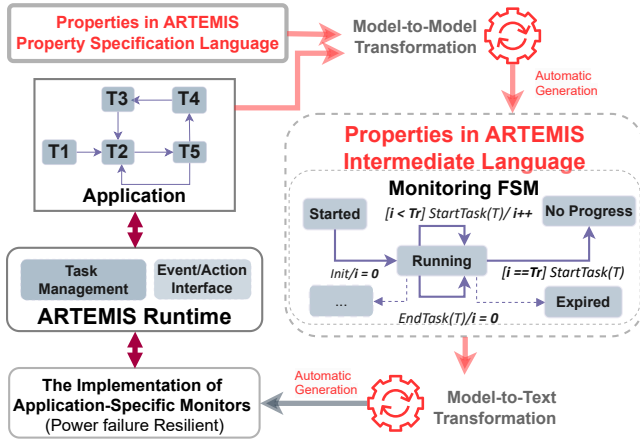 Properties in ARTEMIS
Property Specification Language
Model-to-Model
Transformation
Automatic
Generation
T3
T4
T1
T2
T5
Application
Properties in ARTEMIS
Intermediate Language
Monitoring FSM
Started
[i < Tr] StartTask(T)/ i++
No Progress
Running
Init/i = 0
[i ==Tr] StartTask(T)
...
Expired
EndTask(T)/i = 0
Task
Management
Event/Action
Interface
ARTEMIS Runtime
The Implementation of
Application-Specific Monitors
(Power failure Resilient)
Automatic
Generation
Model-to-Text
Transformation